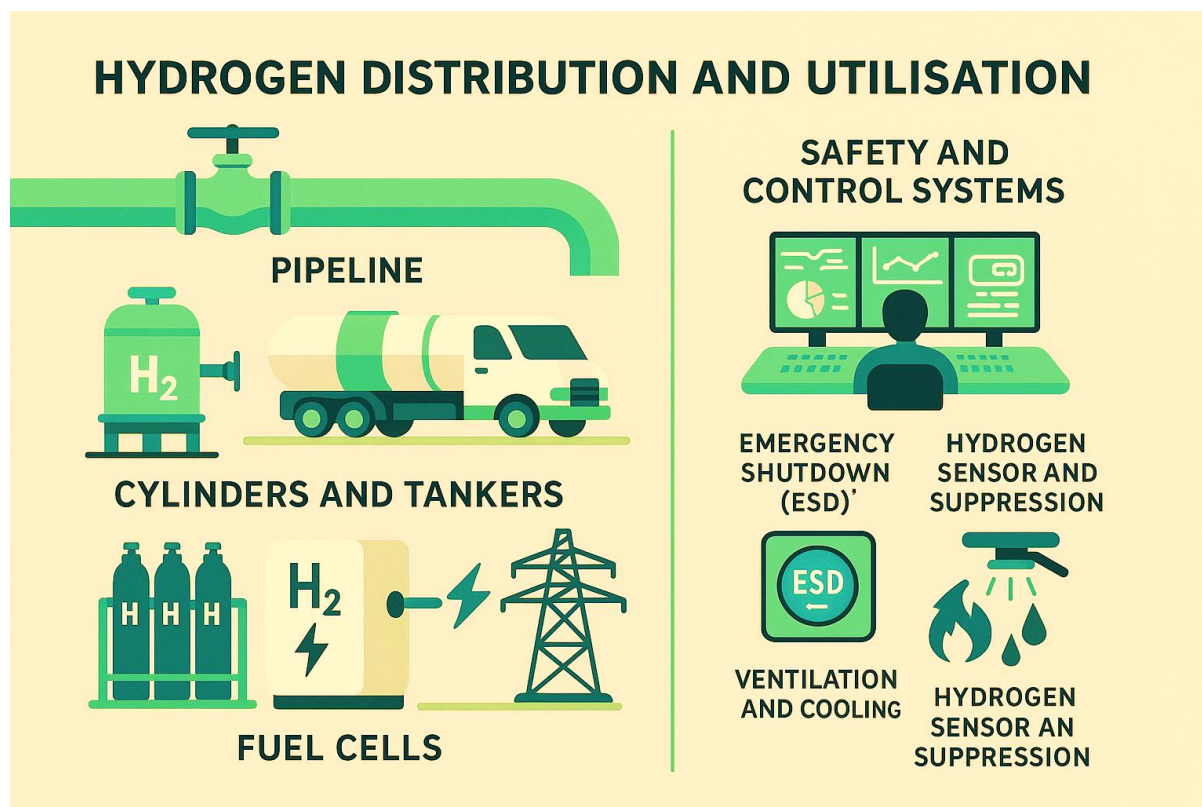 HYDROGEN DISTRIBUTION AND UTILISATION
PIPELINE
H2
CYLINDERS AND TANKERS
H H H
H2
FUEL CELLS
SAFETY AND
CONTROL SYSTEMS
EMERGENCY
SHUTDOWN
(ESD)’
HYDROGEN
SENSOR AND
SUPPRESSION
ESD
VENTILATION
AND COOLING
HYDROGEN
SENSOR AN
SUPPRESSION